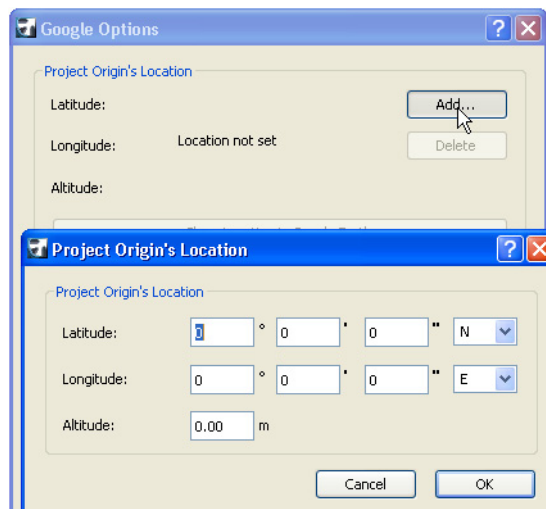 Google Options
Project Origin's Location
Latitude:
Add...
Longitude:
Location not set
Delete
Altitude:
Project Origin's Location
Project Origin's Location
Latitude: 0 ° 0 ' 0 " N
Longitude: 0 ° 0 ' 0 " E
Altitude: 0.00 m
Cancel OK